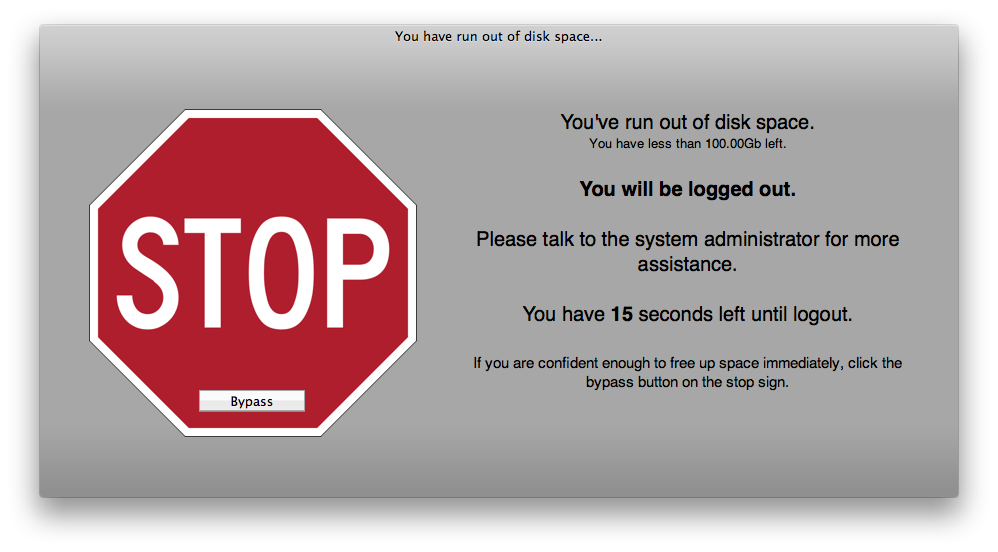 You have run out of disk space...
You've run out of disk space.
You have less than 100.00Gb left.
You will be logged out.
Please talk to the system administrator for more
assistance.
You have 15 seconds left until logout.
If you are confident enough to free up space immediately, click the
bypass button on the stop sign.
STOP
Bypass